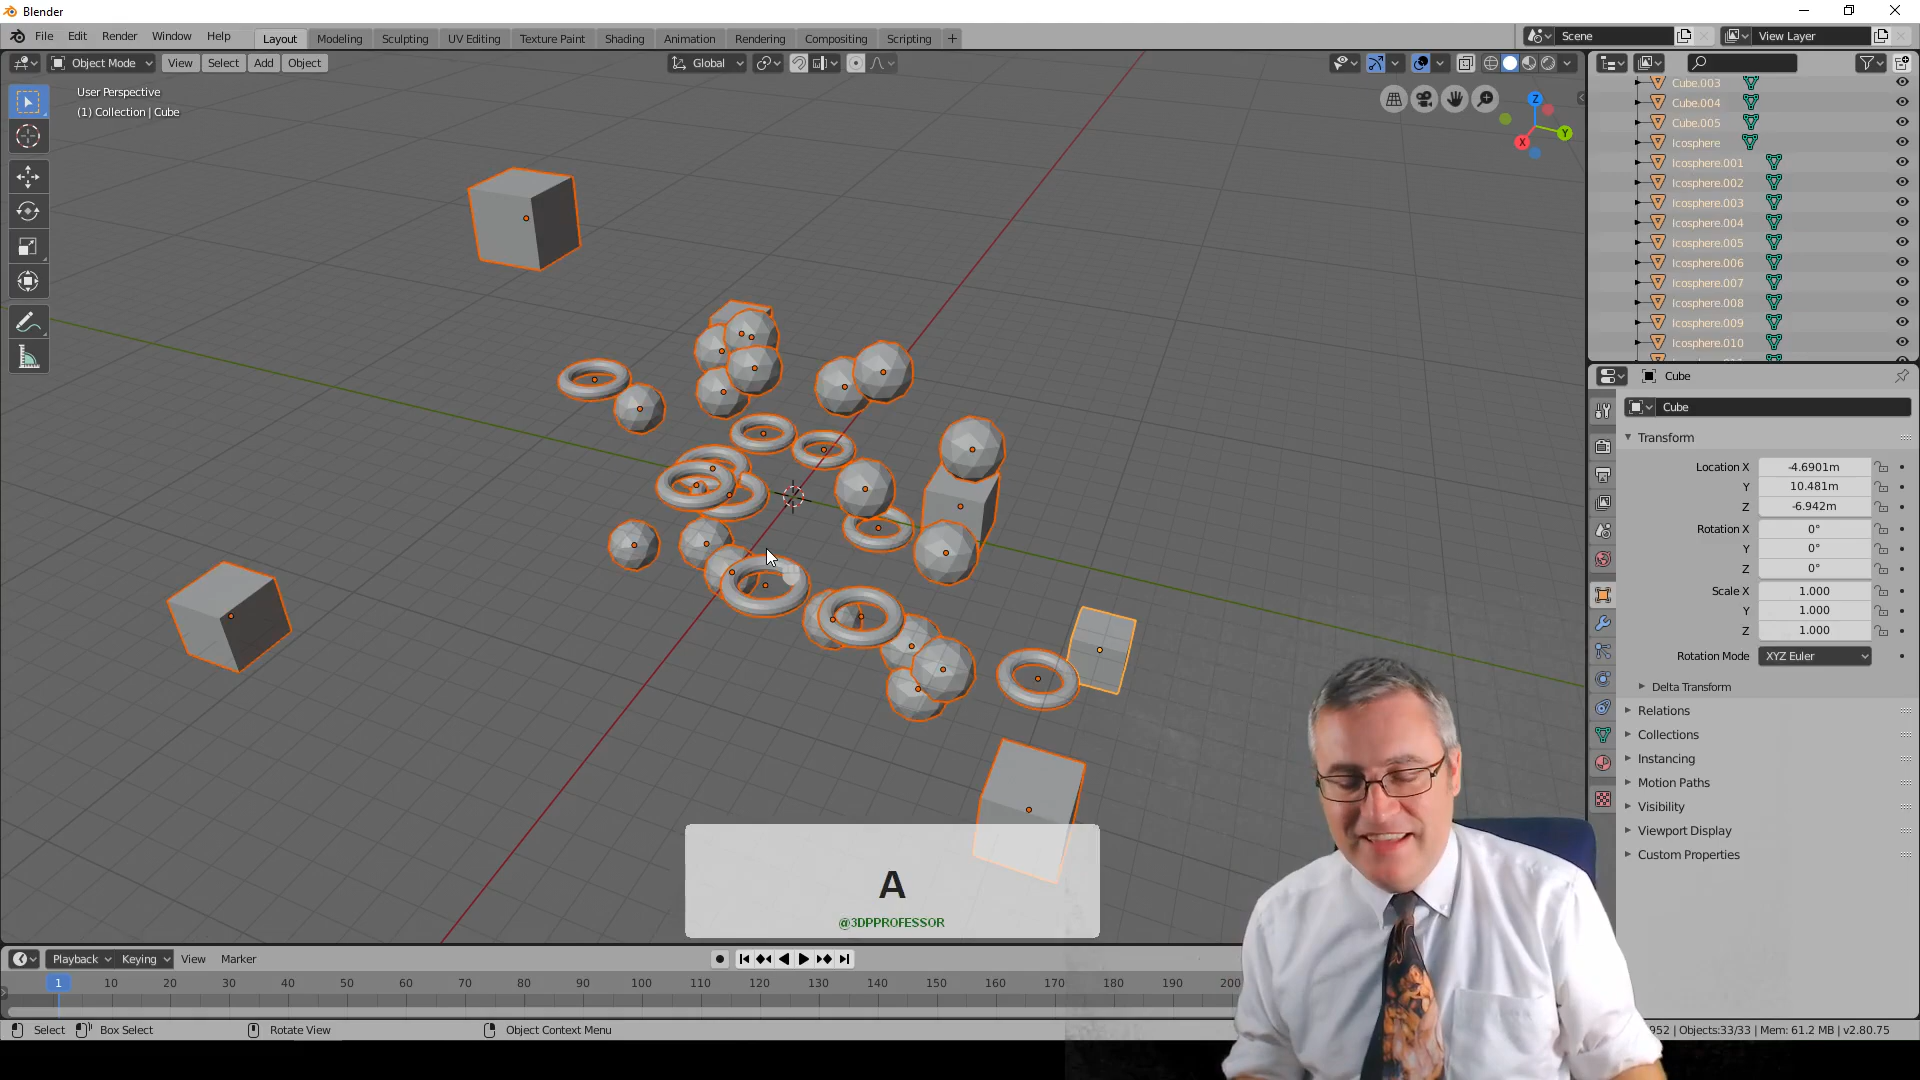 Blender
File Edit Render Window Help
Layout Modeling Sculpting UV Editing Texture Paint Shading Animation Rendering Compositing Scripting +
Scene
View Layer
Object Mode View Select Add Object
Global
User Perspective
(1) Collection | Cube
Z
Y
X
Cube.003
Cube.004
Cube.005
Icosphere
Icosphere.001
Icosphere.002
Icosphere.003
Icosphere.004
Icosphere.005
Icosphere.006
Icosphere.007
Icosphere.008
Icosphere.009
Icosphere.010
Cube
Cube
Transform
Location X -4.6901m
Y 10.481m
Z -6.942m
Rotation X 0°
Y 0°
Z 0°
Scale X 1.000
Y 1.000
Z 1.000
Rotation Mode XYZ Euler
Delta Transform
Relations
Collections
Instancing
Motion Paths
Visibility
Viewport Display
Custom Properties
A
@3DPPROFESSOR
Playback Keying View Marker
1 10 20 30 40 50 60 70 80 90 100 110 120 130 140 150 160 170 180 190 200
Select Box Select Rotate View Object Context Menu
952 | Objects:33/33 | Mem: 61.2 MB | v2.80.75